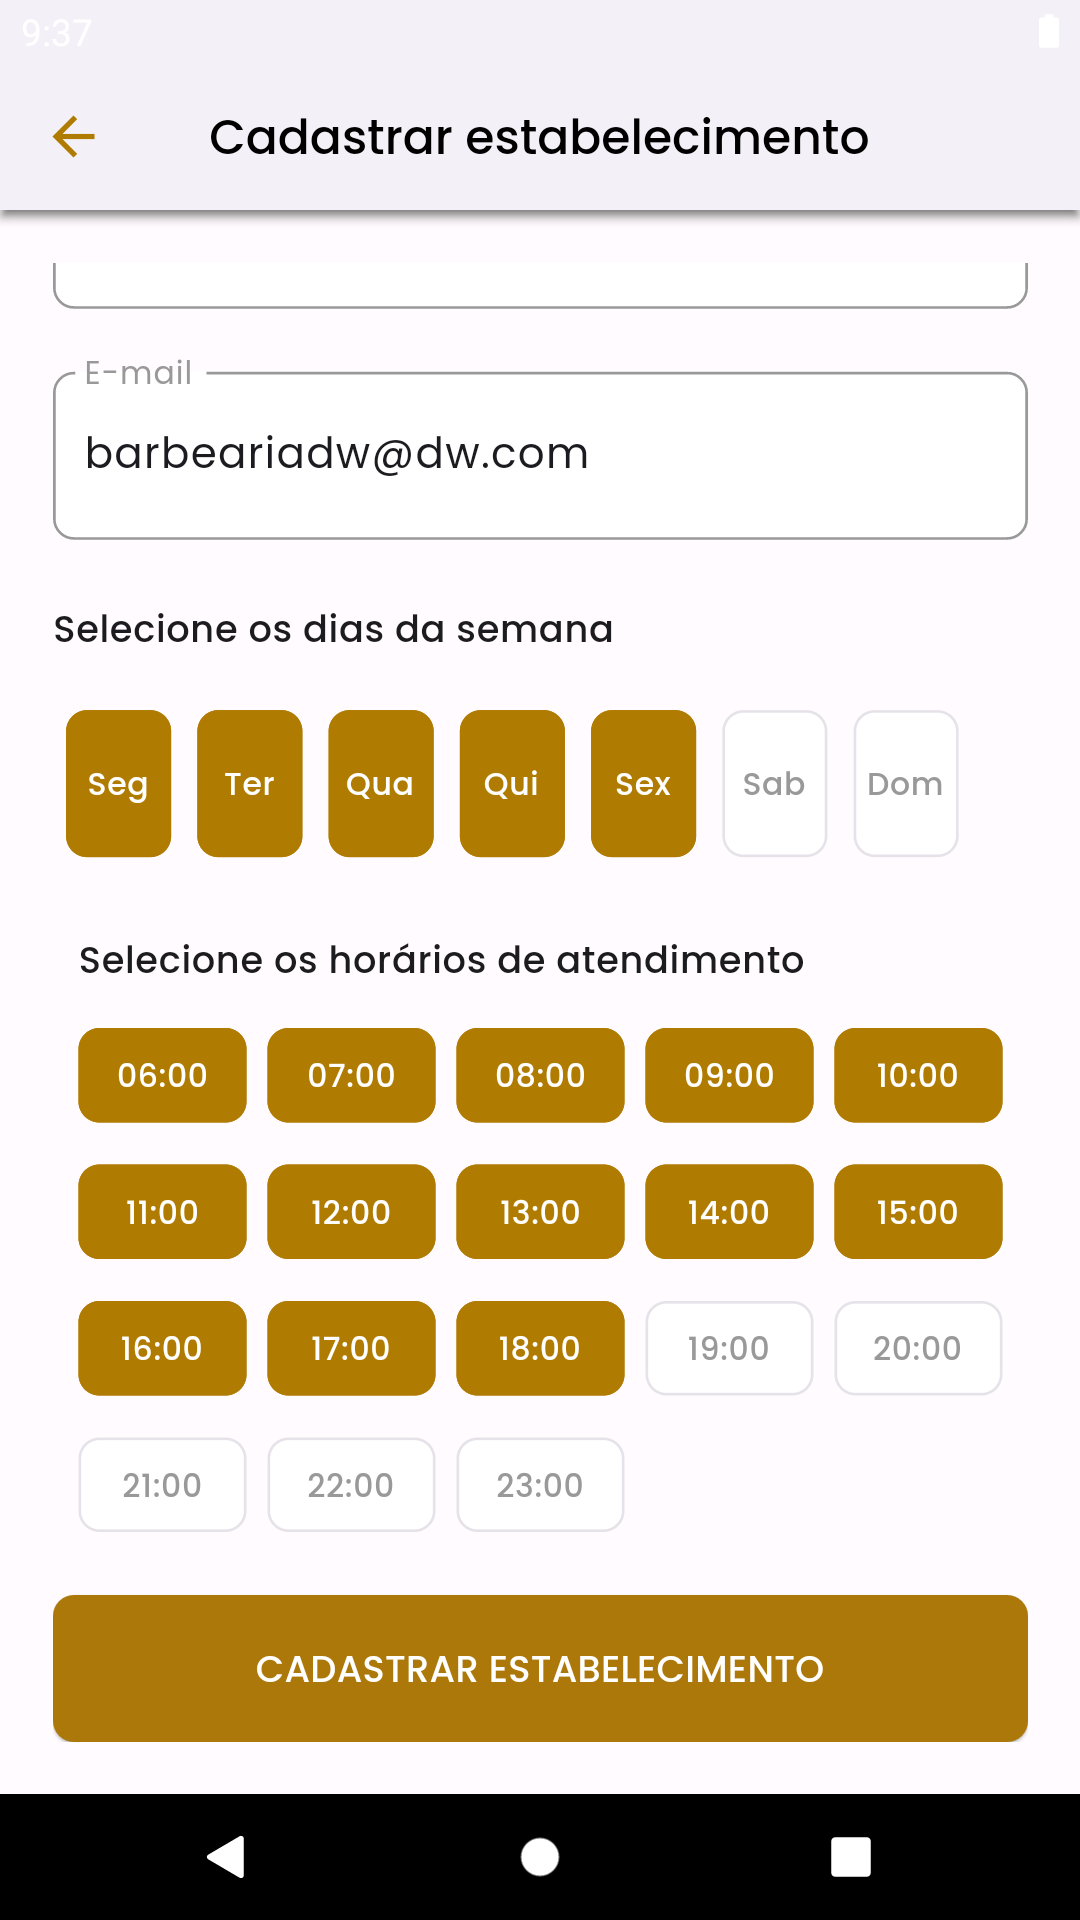 9:37
Cadastrar estabelecimento
E-mail
barbeariadw@dw.com
Selecione os dias da semana
Seg Ter Qua Qui Sex Sab Dom
Selecione os horários de atendimento
06:00 07:00 08:00 09:00 10:00
11:00 12:00 13:00 14:00 15:00
16:00 17:00 18:00 19:00 20:00
21:00 22:00 23:00
CADASTRAR ESTABELECIMENTO